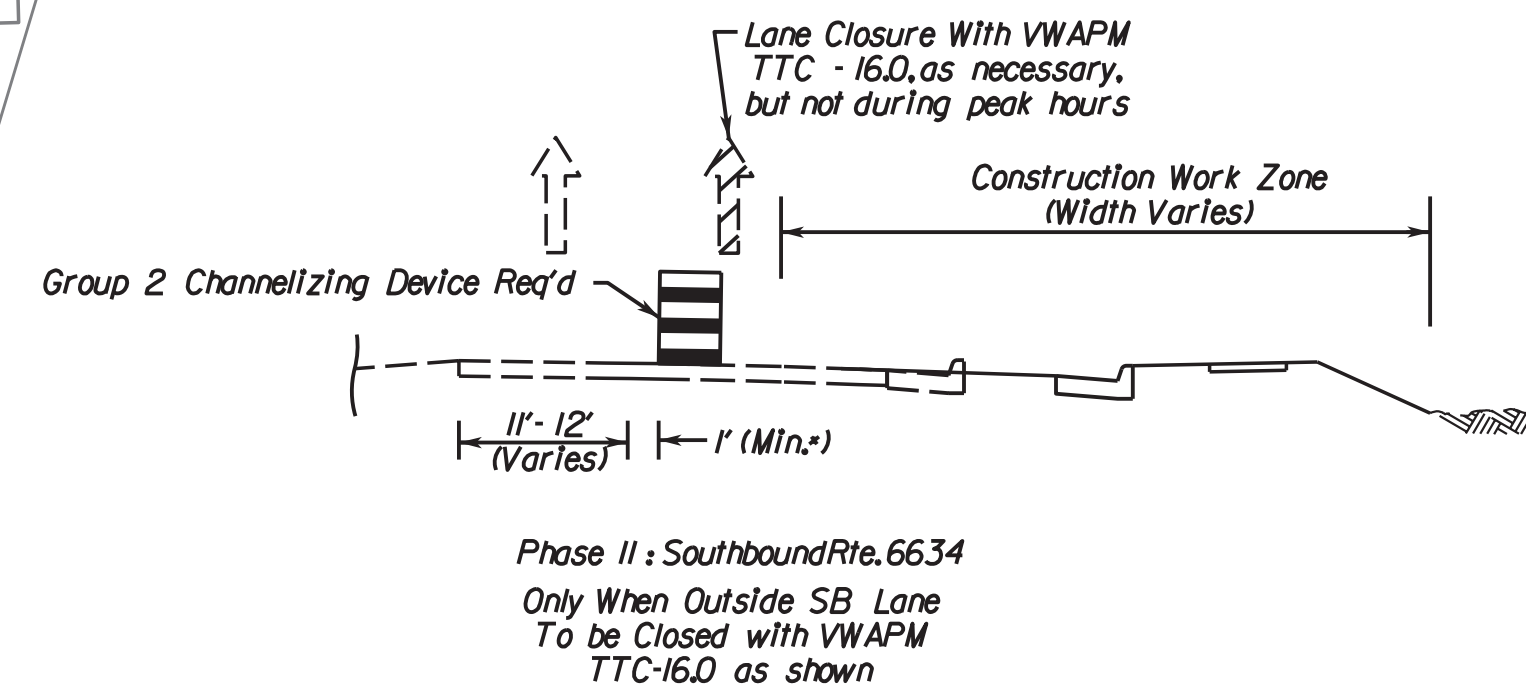 Lane Closure With VWAPM
TTC - 16.0, as necessary,
but not during peak hours
Construction Work Zone
(Width Varies)
Group 2 Channelizing Device Req'd
11'- 12'
(Varies)
1' (Min.*)
Phase II : Southbound Rte. 6634
Only When Outside SB Lane
To be Closed with VWAPM
TTC-16.0 as shown